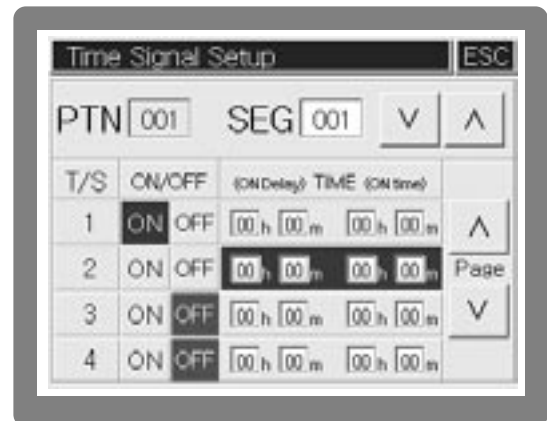 Time Signal Setup ESC
PTN 001 SEG 001 V Λ
T/S ON/OFF (ON Delay) TIME (ON time)
1 ON OFF 00 h 00 m 00 h 00 m Λ
2 ON OFF 00 h 00 m 00 h 00 m Page
3 ON OFF 00 h 00 m 00 h 00 m V
4 ON OFF 00 h 00 m 00 h 00 m